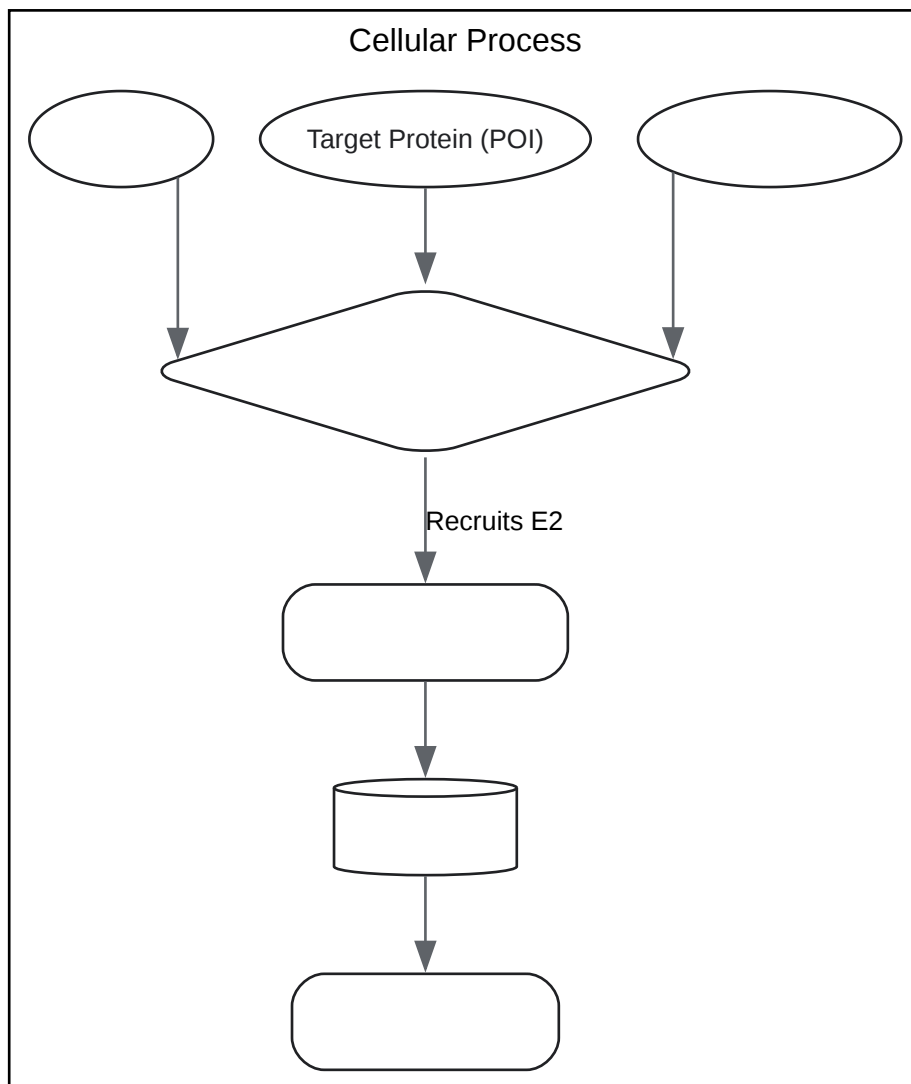 Cellular Process
Target Protein (POI)
Recruits E2